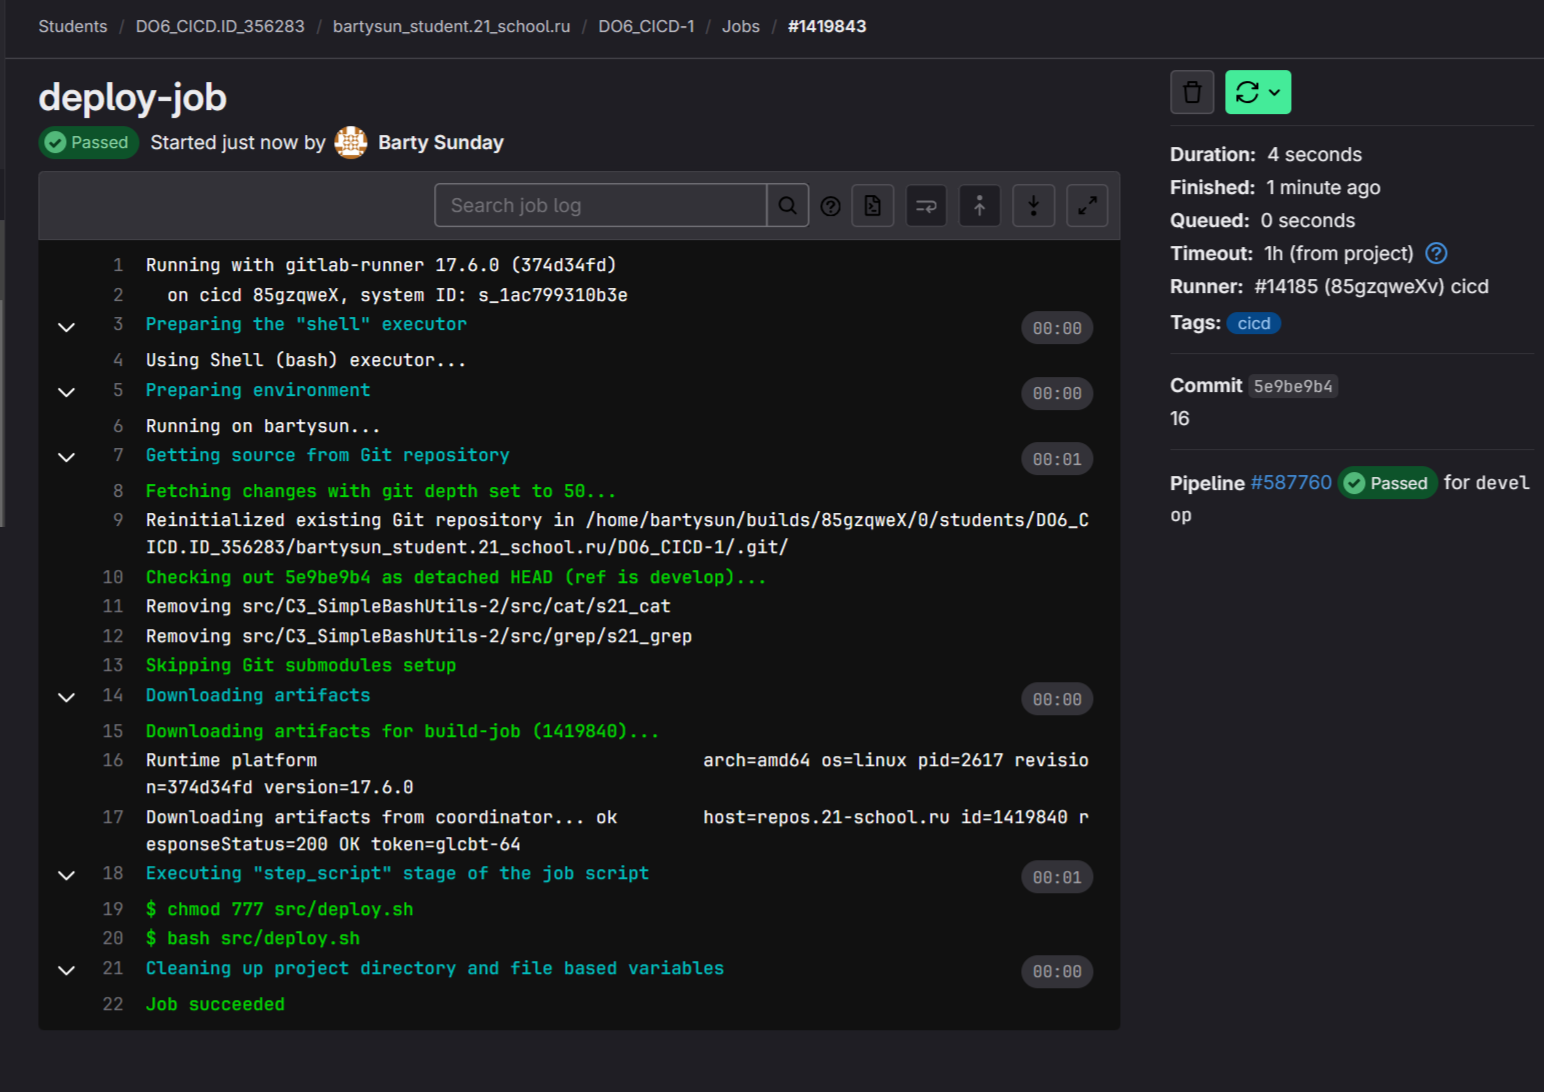 Students / DO6_CICD.ID_356283 / bartysun_student.21_school.ru / DO6_CICD-1 / Jobs / #1419843
deploy-job
Passed Started just now by Barty Sunday
Search job log
1 Running with gitlab-runner 17.6.0 (374d34fd)
2 on cicd 85gzqweX, system ID: s_1ac799310b3e
3 Preparing the "shell" executor 00:00
4 Using Shell (bash) executor...
5 Preparing environment 00:00
6 Running on bartysun...
7 Getting source from Git repository 00:01
8 Fetching changes with git depth set to 50...
9 Reinitialized existing Git repository in /home/bartysun/builds/85gzqweX/0/students/DO6_C
ICD.ID_356283/bartysun_student.21_school.ru/DO6_CICD-1/.git/
10 Checking out 5e9be9b4 as detached HEAD (ref is develop)...
11 Removing src/C3_SimpleBashUtils-2/src/cat/s21_cat
12 Removing src/C3_SimpleBashUtils-2/src/grep/s21_grep
13 Skipping Git submodules setup
14 Downloading artifacts 00:00
15 Downloading artifacts for build-job (1419840)...
16 Runtime platform arch=amd64 os=linux pid=2617 revisio
n=374d34fd version=17.6.0
17 Downloading artifacts from coordinator... ok host=repos.21-school.ru id=1419840 r
esponseStatus=200 OK token=glcbt-64
18 Executing "step_script" stage of the job script 00:01
19 $ chmod 777 src/deploy.sh
20 $ bash src/deploy.sh
21 Cleaning up project directory and file based variables 00:00
22 Job succeeded
Duration: 4 seconds
Finished: 1 minute ago
Queued: 0 seconds
Timeout: 1h (from project)
Runner: #14185 (85gzqweXv) cicd
Tags: cicd
Commit 5e9be9b4
16
Pipeline #587760 Passed for devel
op